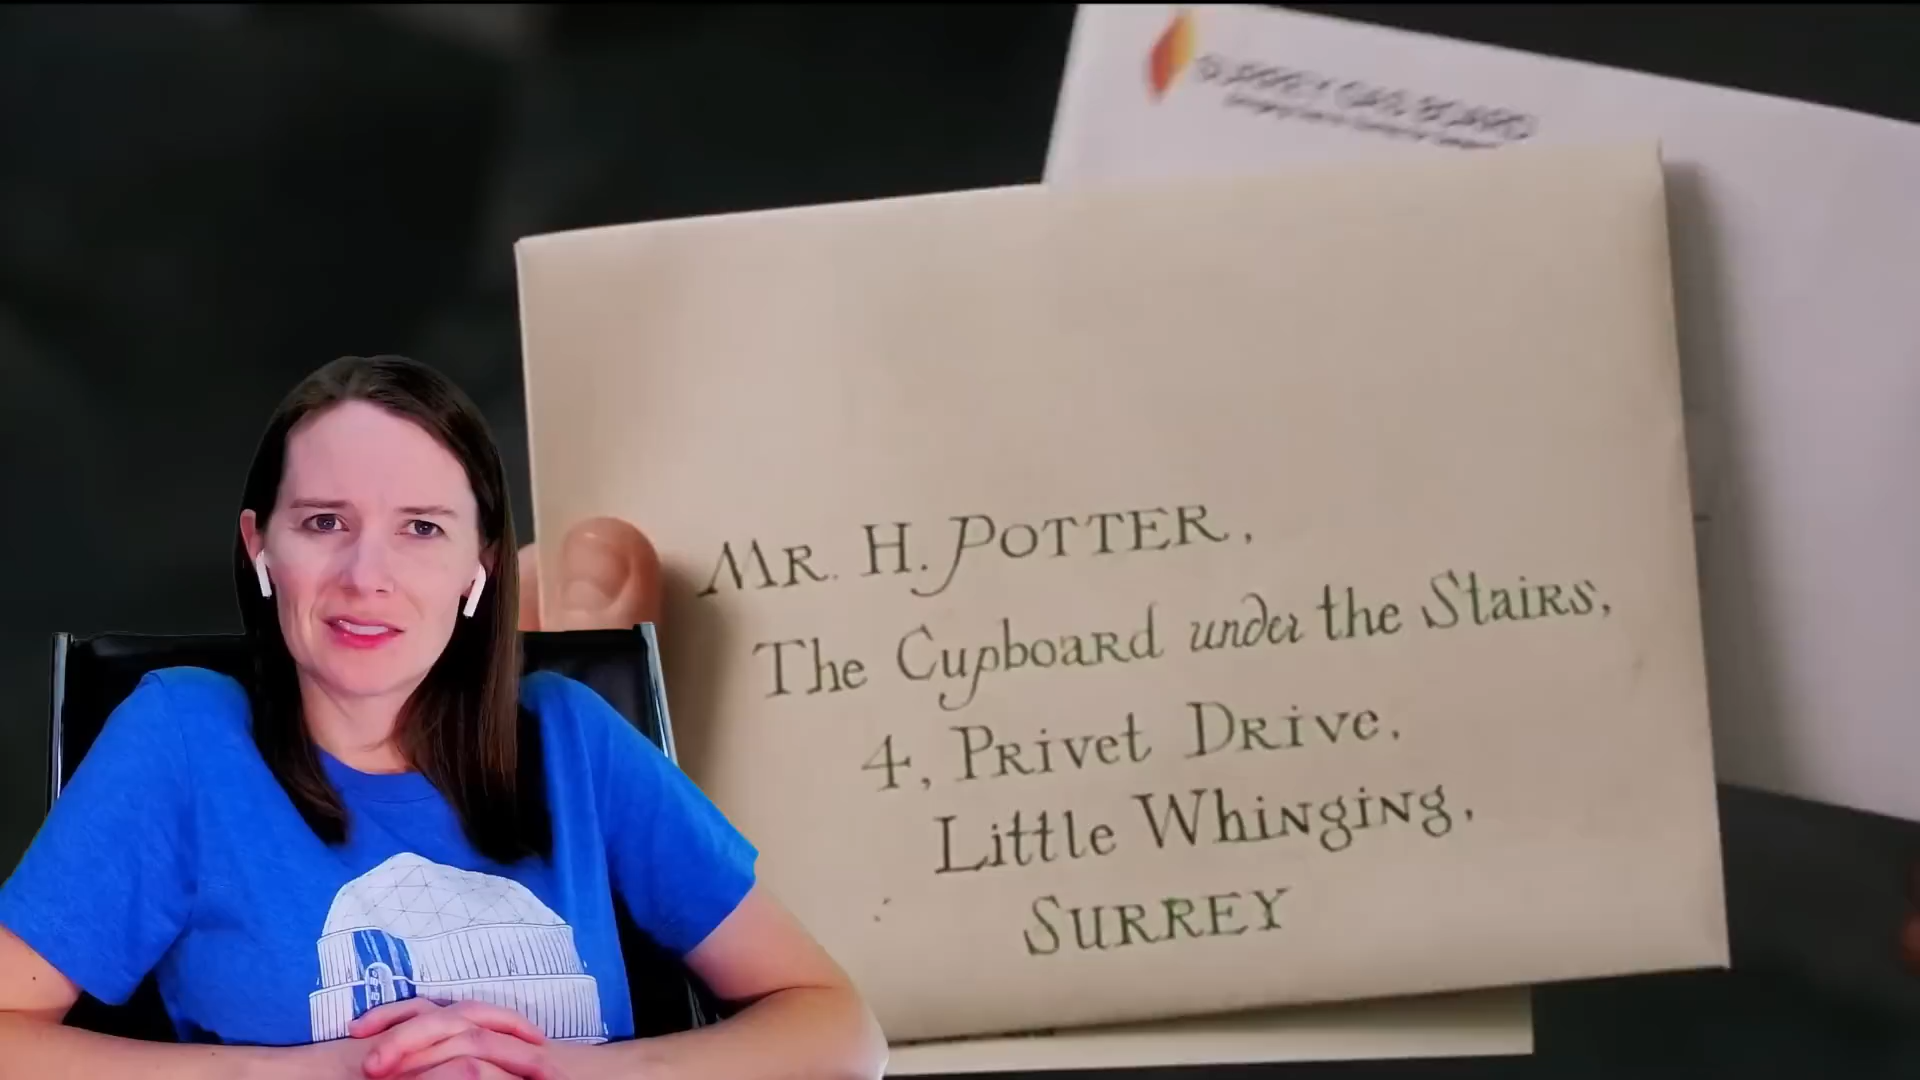 Mr. H. Potter,
The Cupboard under the Stairs,
4, Privet Drive,
Little Whinging,
Surrey